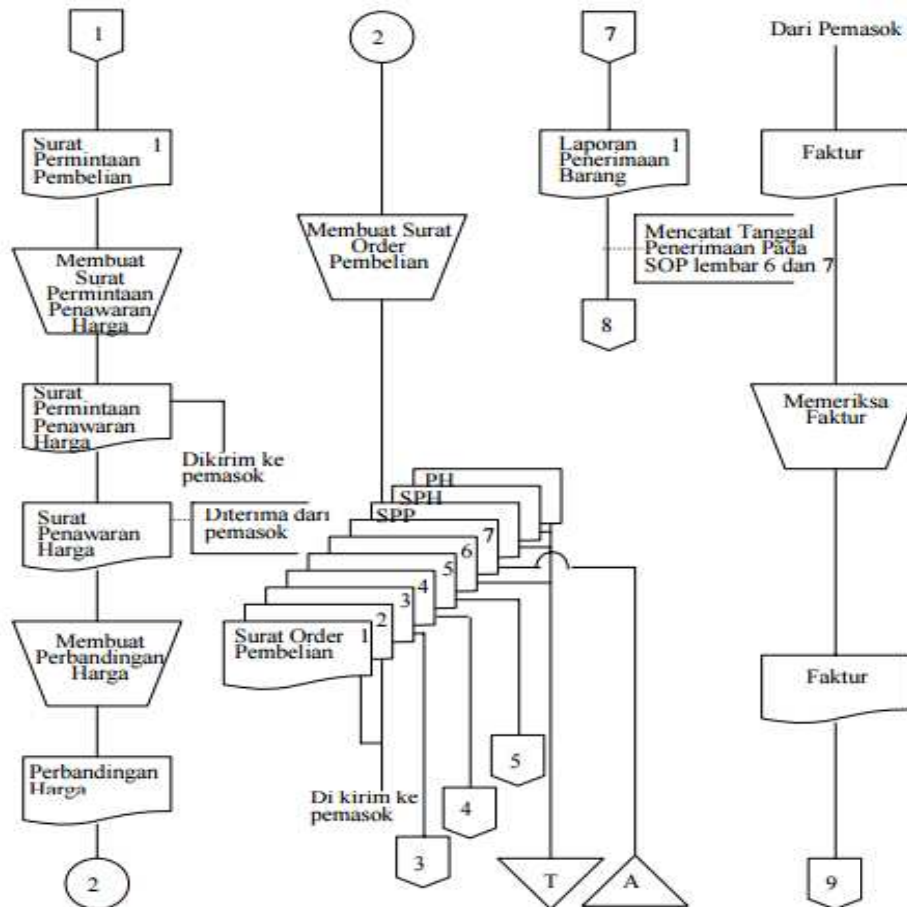 1
Surat 1
Permintaan
Pembelian
Membuat
Surat
Permintaan
Penawaran
Harga
Surat
Permintaan
Penawaran
Harga
Dikirim ke
pemasok
Surat
Penawaran
Harga
Diterima dari
pemasok
Membuat
Perbandingan
Harga
Perbandingan
Harga
2
2
Membuat Surat
Order
Pembelian
PH
SPH
SPP
7
6
5
4
3
2
Surat Order 1
Pembelian
Di kirim ke
pemasok
3
4
5
T
A
7
Laporan 1
Penerimaan
Barang
Mencatat Tanggal
Penerimaan Pada
SOP lembar 6 dan 7
8
Dari Pemasok
Faktur
Memeriksa
Faktur
Faktur
9